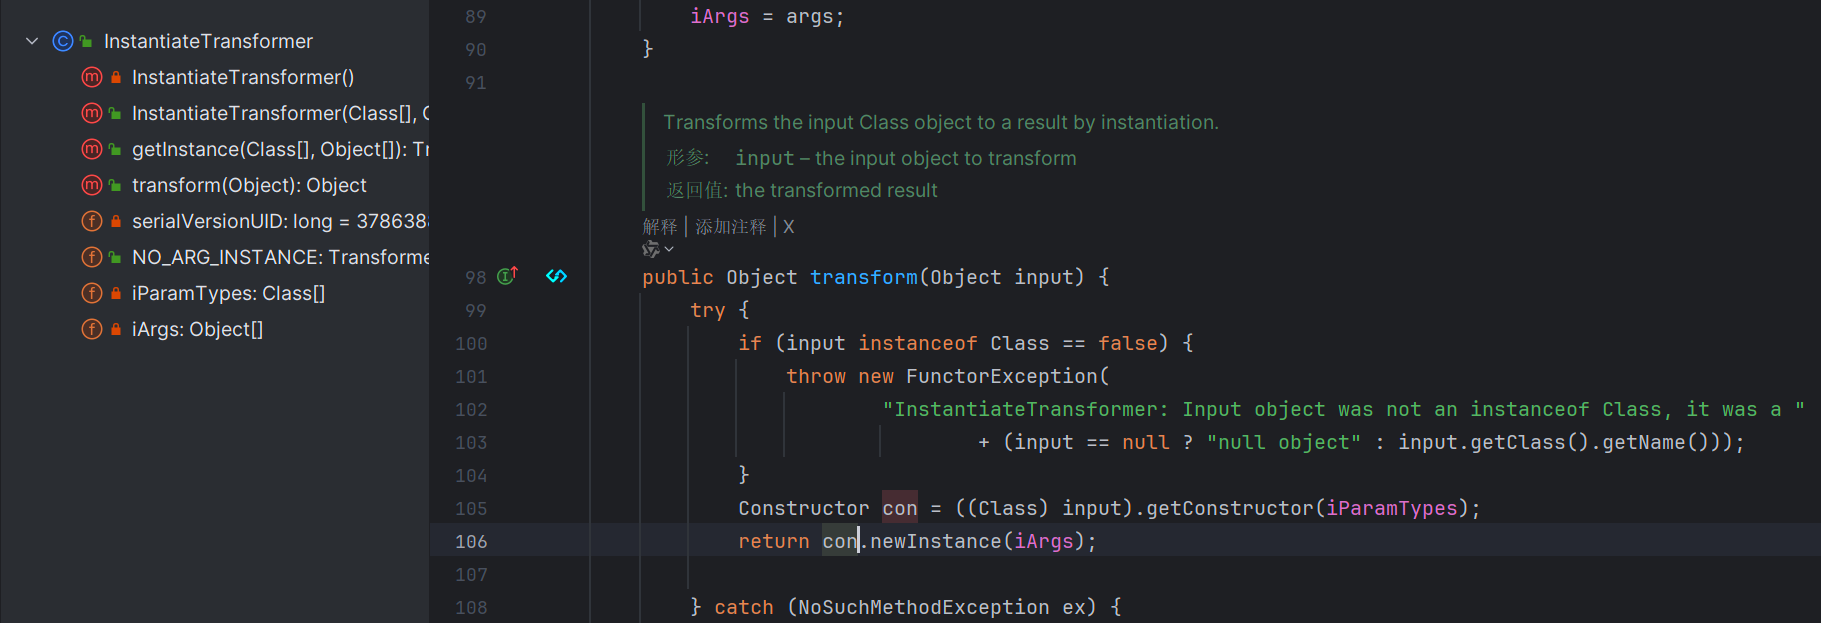 InstantiateTransformer
InstantiateTransformer()
InstantiateTransformer(Class[],
getInstance(Class[], Object[]): Tr
transform(Object): Object
serialVersionUID: long = 378638
NO_ARG_INSTANCE: Transforme
iParamTypes: Class[]
iArgs: Object[]
89 iArgs = args;
90 }
91
Transforms the input Class object to a result by instantiation.
形参: input – the input object to transform
返回值: the transformed result
解释 | 添加注释 | X
98 public Object transform(Object input) {
99 try {
100 if (input instanceof Class == false) {
101 throw new FunctorException(
102 "InstantiateTransformer: Input object was not an instanceof Class, it was a "
103 + (input == null ? "null object" : input.getClass().getName()));
104 }
105 Constructor con = ((Class) input).getConstructor(iParamTypes);
106 return con.newInstance(iArgs);
107
108 } catch (NoSuchMethodException ex) {